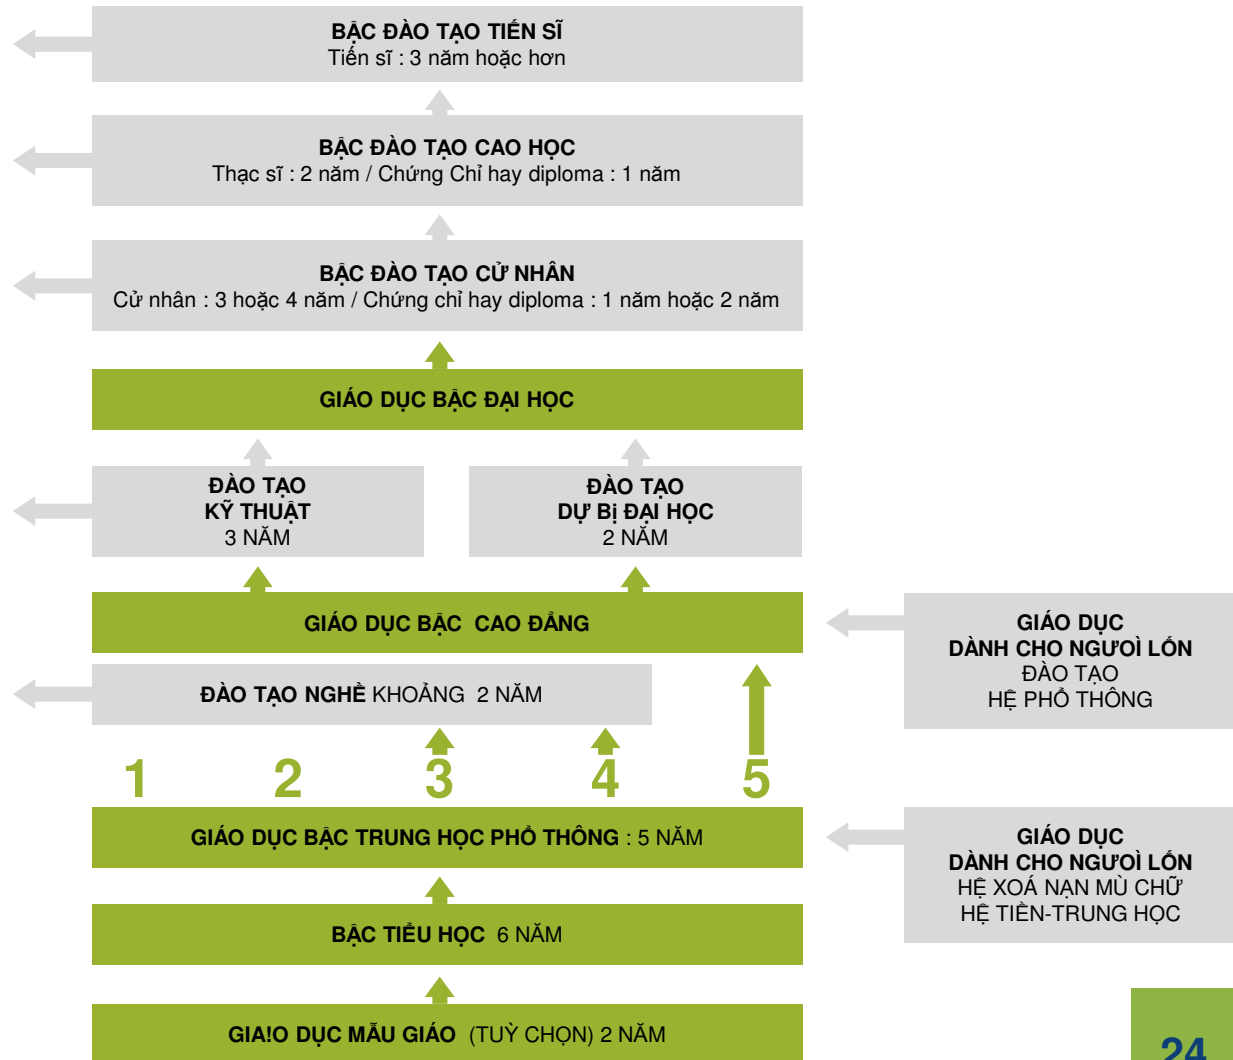 BẬC ĐÀO TẠO TIẾN SĨ
Tiến sĩ : 3 năm hoặc hơn
BẬC ĐÀO TẠO CAO HỌC
Thạc sĩ : 2 năm / Chứng Chỉ hay diploma : 1 năm
BẬC ĐÀO TẠO CỬ NHÂN
Cử nhân : 3 hoặc 4 năm / Chứng chỉ hay diploma : 1 năm hoặc 2 năm
GIÁO DỤC BẬC ĐẠI HỌC
ĐÀO TẠO
KỸ THUẬT
3 NĂM
ĐÀO TẠO
DỰ Bị ĐẠI HỌC
2 NĂM
GIÁO DỤC BẬC CAO ĐẲNG
GIÁO DỤC
DÀNH CHO NGƯOÌ LỐN
ĐÀO TẠO
HỆ PHỔ THÔNG
ĐÀO TẠO NGHỀ KHOẢNG 2 NĂM
1 2 3 4 5
GIÁO DỤC BẬC TRUNG HỌC PHỔ THÔNG : 5 NĂM
GIÁO DỤC
DÀNH CHO NGƯOÌ LỐN
HỆ XOÁ NẠN MÙ CHỮ
HỆ TIỀN-TRUNG HỌC
BẬC TIỂU HỌC 6 NĂM
GIA!O DỤC MẪU GIÁO (TUỲ CHỌN) 2 NĂM
24